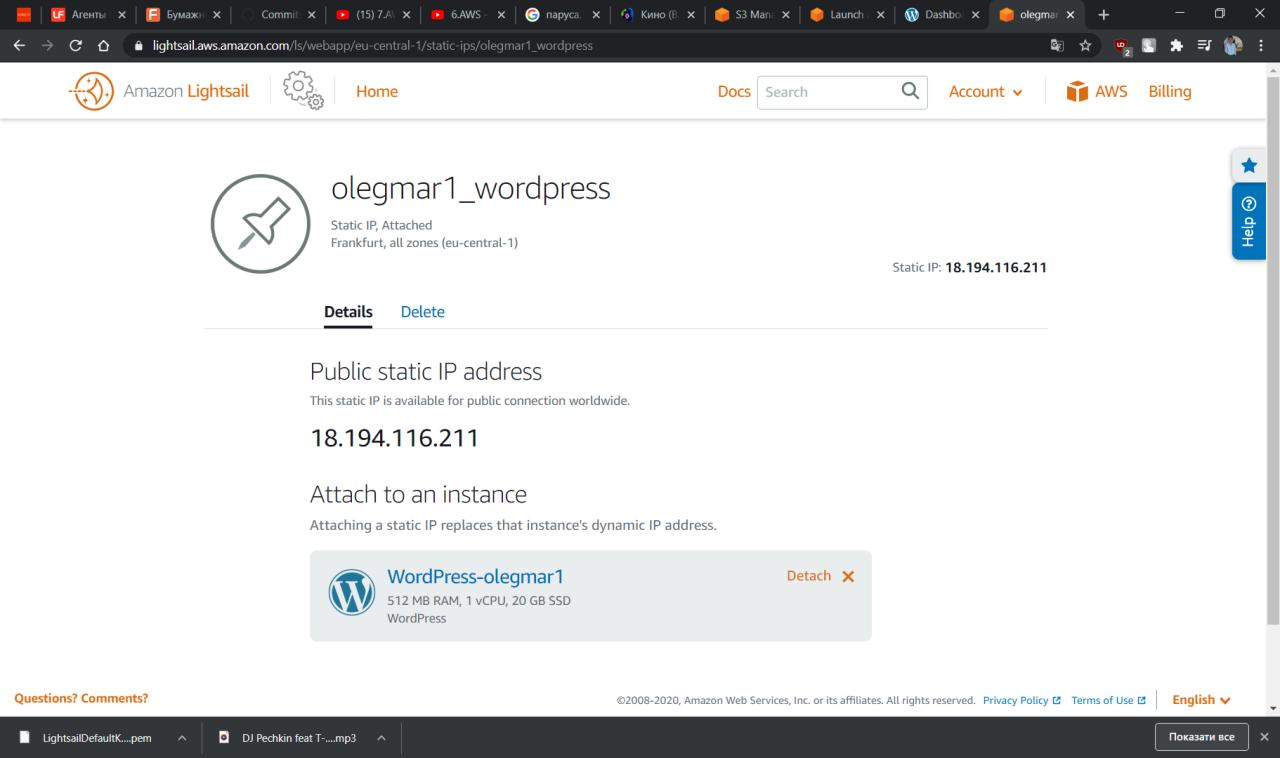 Агенты
Бумажн
Commit
(15) 7.A
6.AWS -
паруса.
Кино (В
S3 Mana
Launch
Dashbo
olegmar
lightsail.aws.amazon.com/ls/webapp/eu-central-1/static-ips/olegmar1_wordpress
2
Amazon Lightsail
Home
Docs
Search
Account
AWS
Billing
olegmar1_wordpress
Static IP, Attached
Frankfurt, all zones (eu-central-1)
Static IP: 18.194.116.211
Help
Details
Delete
Public static IP address
This static IP is available for public connection worldwide.
18.194.116.211
Attach to an instance
Attaching a static IP replaces that instance's dynamic IP address.
WordPress-olegmar1
Detach
512 MB RAM, 1 vCPU, 20 GB SSD
WordPress
Questions? Comments?
©2008-2020, Amazon Web Services, Inc. or its affiliates. All rights reserved.
Privacy Policy
Terms of Use
English
LightsailDefaultK....pem
DJ Pechkin feat T-....mp3
Показати все